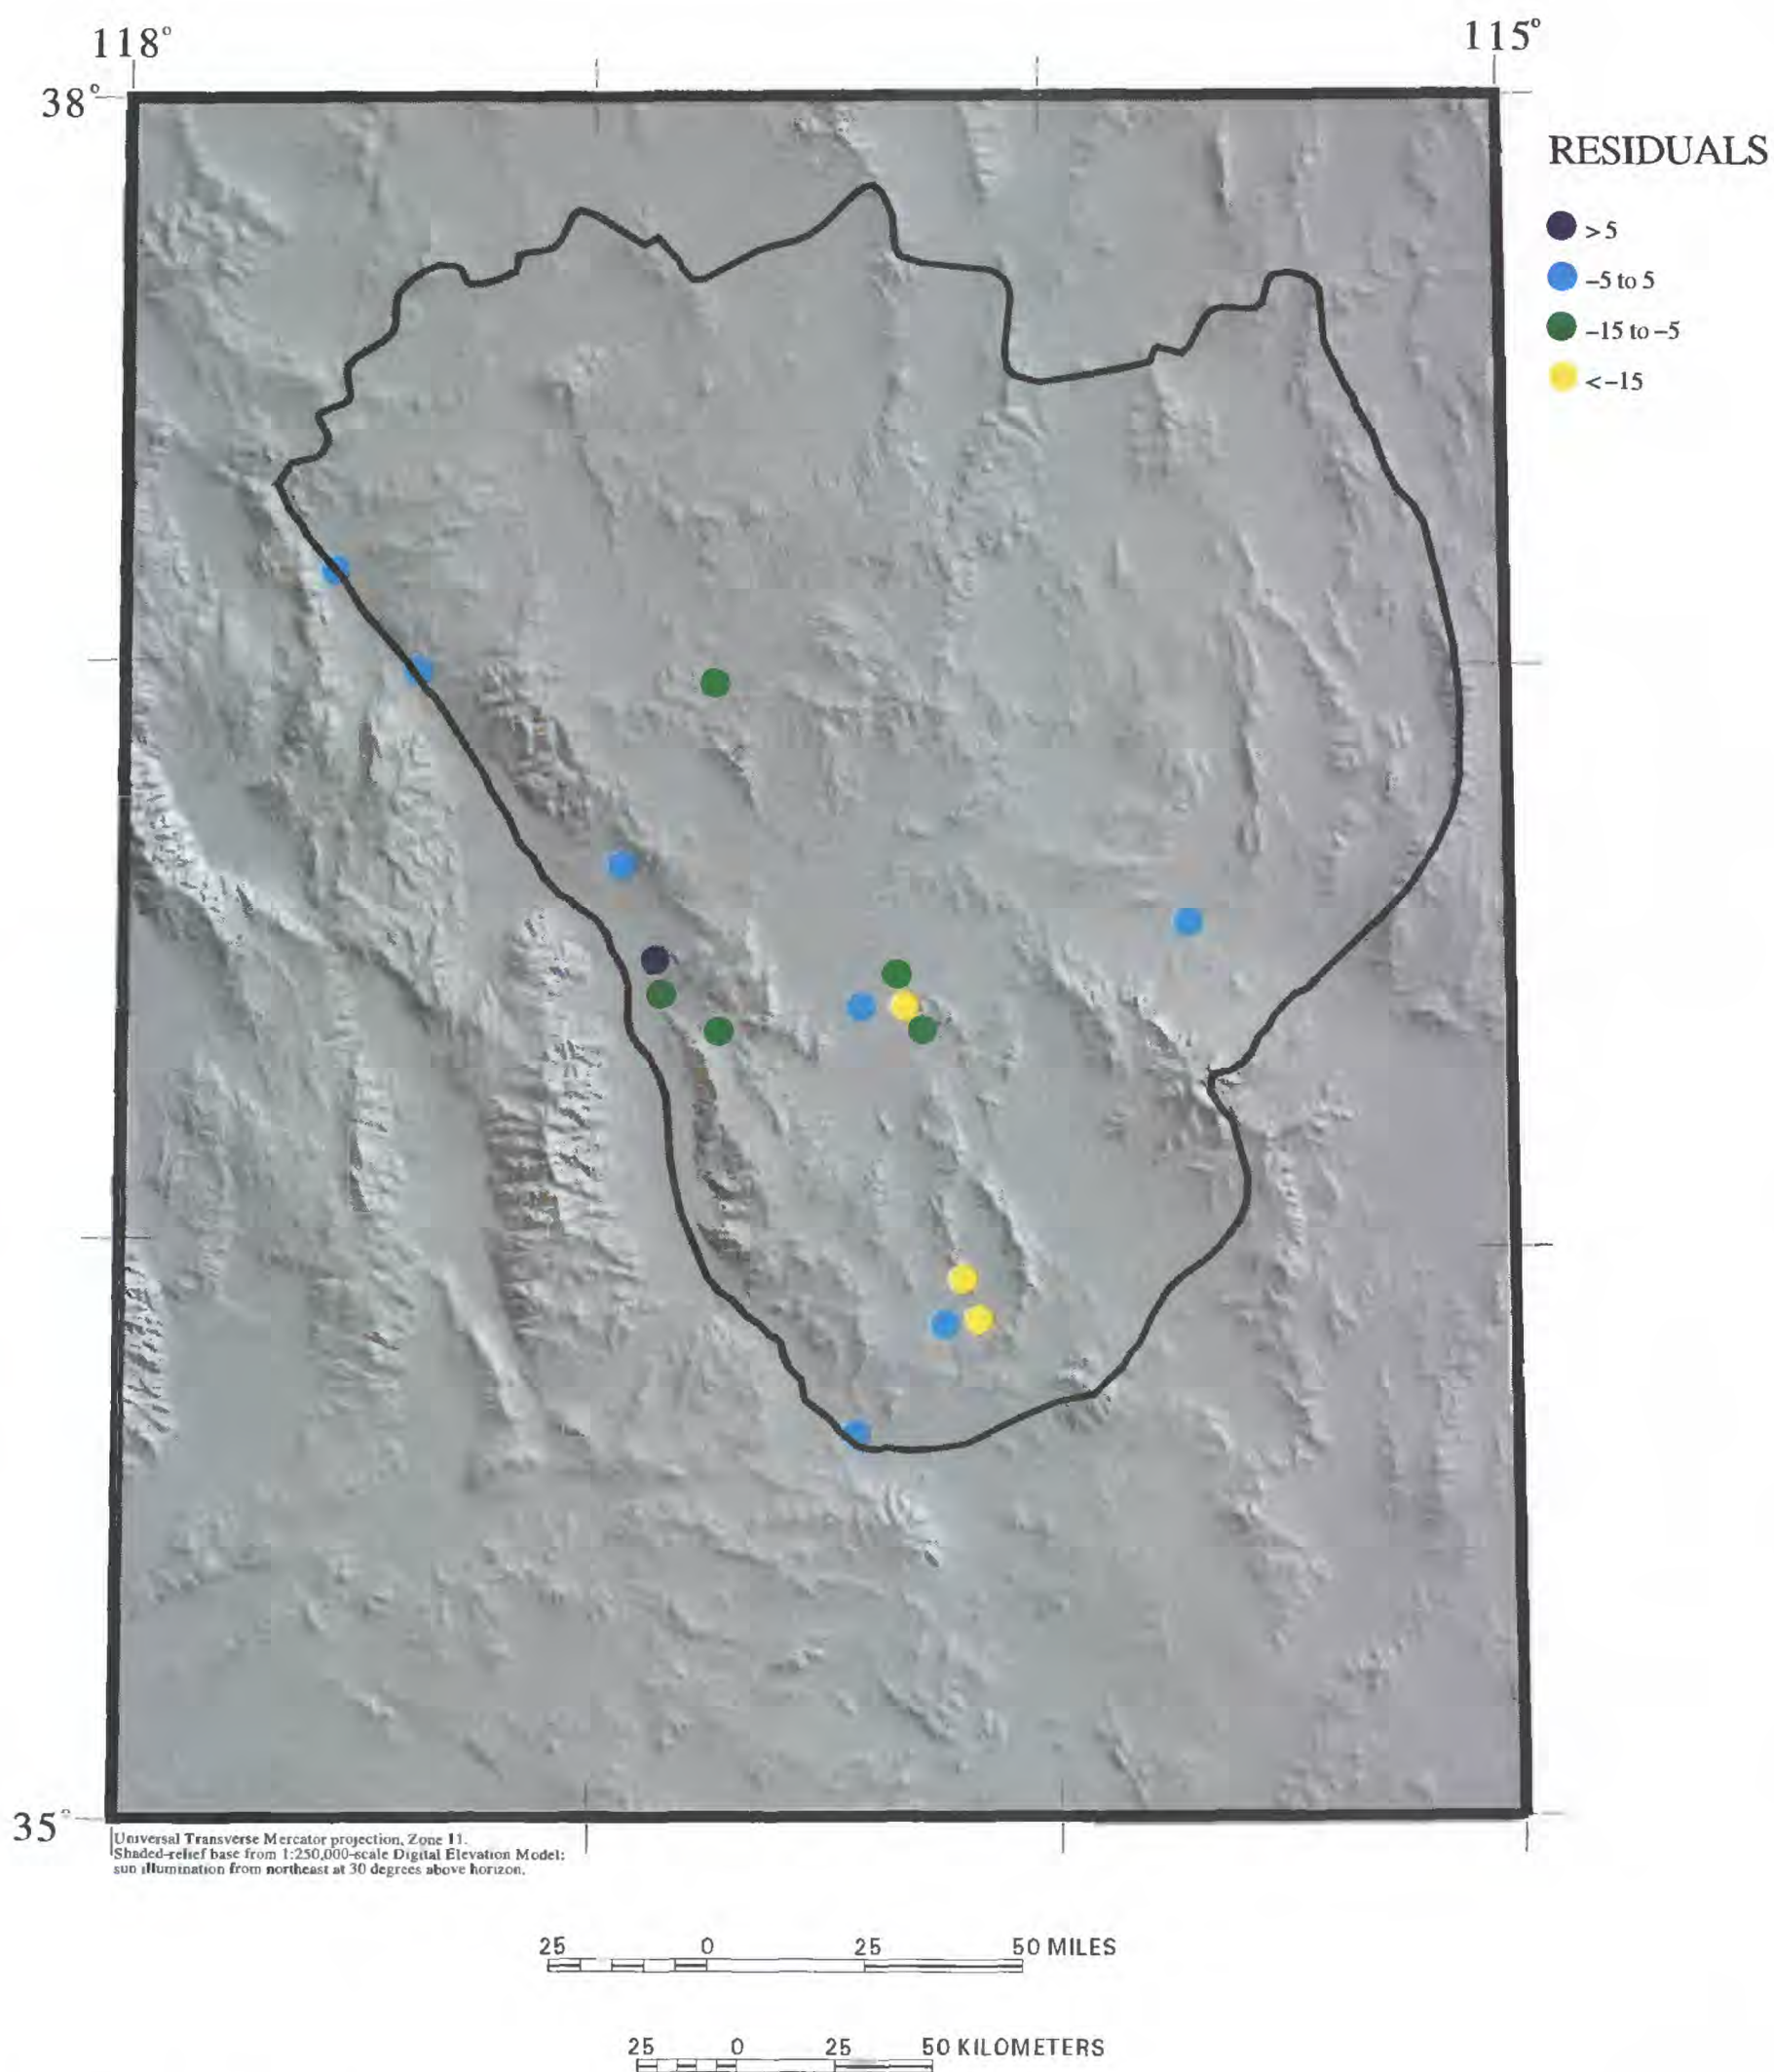 118°
115°
38°
RESIDUALS
> 5
−5 to 5
−15 to −5
< −15
35°
Universal Transverse Mercator projection, Zone 11.
Shaded-relief base from 1:250,000-scale Digital Elevation Model;
sun illumination from northeast at 30 degrees above horizon.
25 0 25 50 MILES
25 0 25 50 KILOMETERS